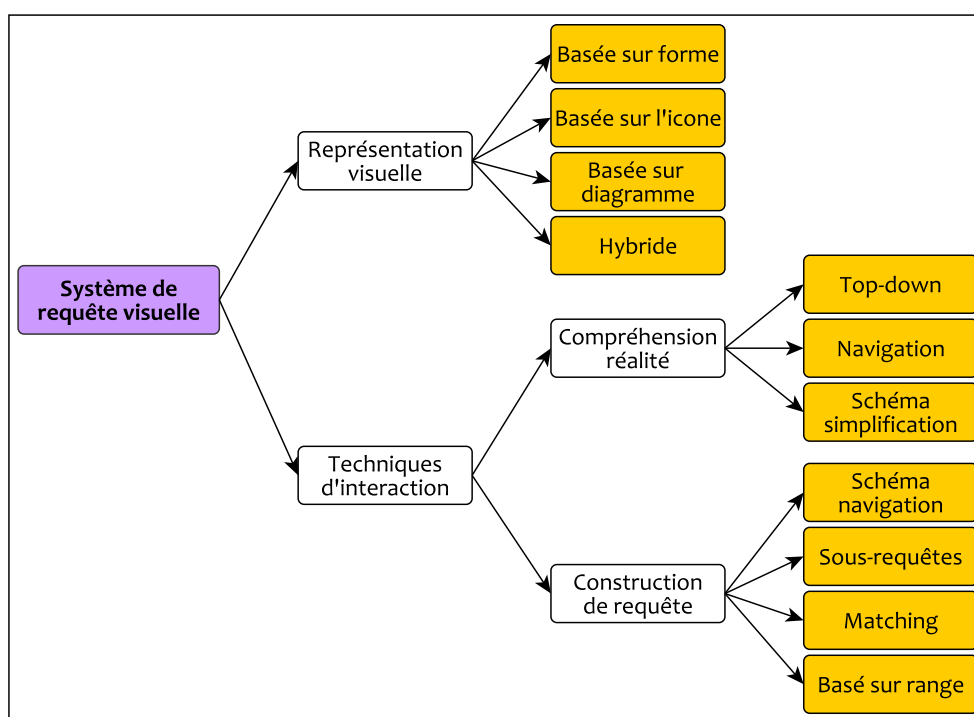 Système de
requête visuelle
Représentation
visuelle
Basée sur forme
Basée sur l'icone
Basée sur
diagramme
Hybride
Techniques
d'interaction
Compréhension
réalité
Top-down
Navigation
Schéma
simplification
Construction
de requête
Schéma
navigation
Sous-requêtes
Matching
Basé sur range